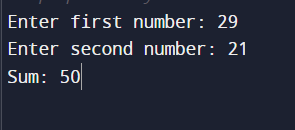 Enter first number: 29
Enter second number: 21
Sum: 50